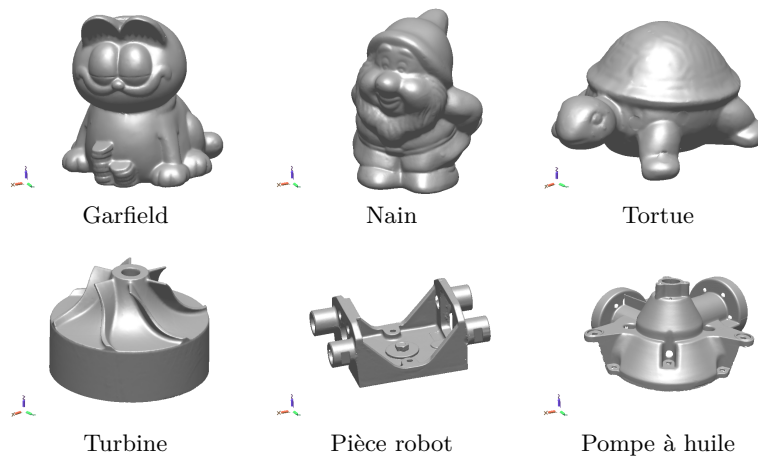 Garfield
Nain
Tortue
Turbine
Pièce robot
Pompe à huile